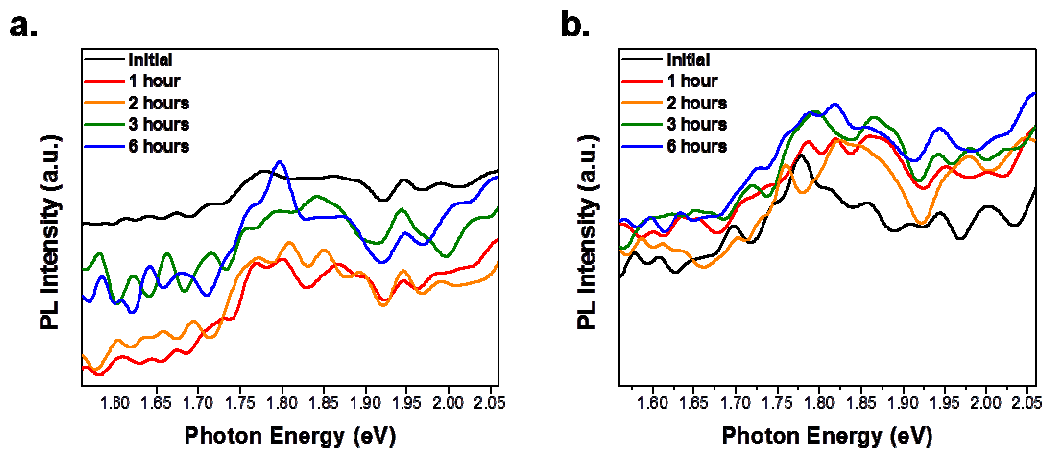 a.
Initial
1 hour
2 hours
3 hours
6 hours
PL Intensity (a.u.)
1.60 1.65 1.70 1.75 1.80 1.85 1.90 1.95 2.00 2.05
Photon Energy (eV)
b.
Initial
1 hour
2 hours
3 hours
6 hours
PL Intensity (a.u.)
1.60 1.65 1.70 1.75 1.80 1.85 1.90 1.95 2.00 2.05
Photon Energy (eV)